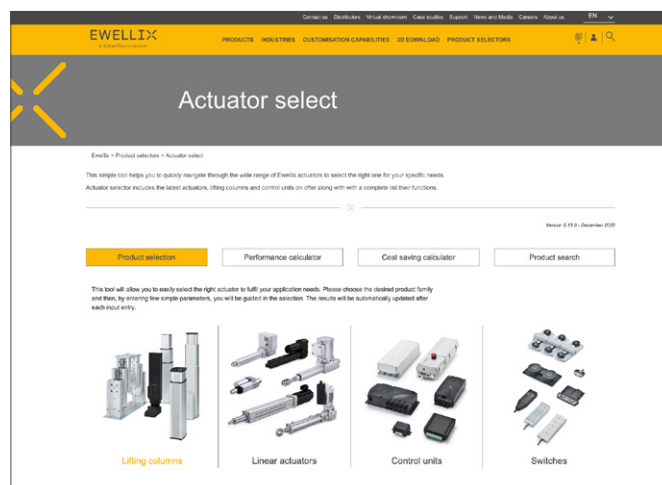 Contact us Distributors Virtual showroom Case studies Support News and Media Careers About us EN
EWELLIX
A Schaeffler Company
PRODUCTS INDUSTRIES CUSTOMISATION CAPABILITIES 3D DOWNLOAD PRODUCT SELECTORS
Actuator select
Ewellix > Product selectors > Actuator select
This simple tool helps you to quickly navigate through the wide range of Ewellix actuators to select the right one for your specific needs.
Actuator selector includes the latest actuators, lifting columns and control units on offer along with with a complete list their functions.
Version - December 2022
Product selection Performance calculator Cost saving calculator Product search
This tool will allow you to easily select the right actuator to fulfil your application needs. Please choose the desired product family
and then, by entering few simple parameters, you will be guided in the selection. The results will be automatically updated after
each input entry.
Lifting columns Linear actuators Control units Switches